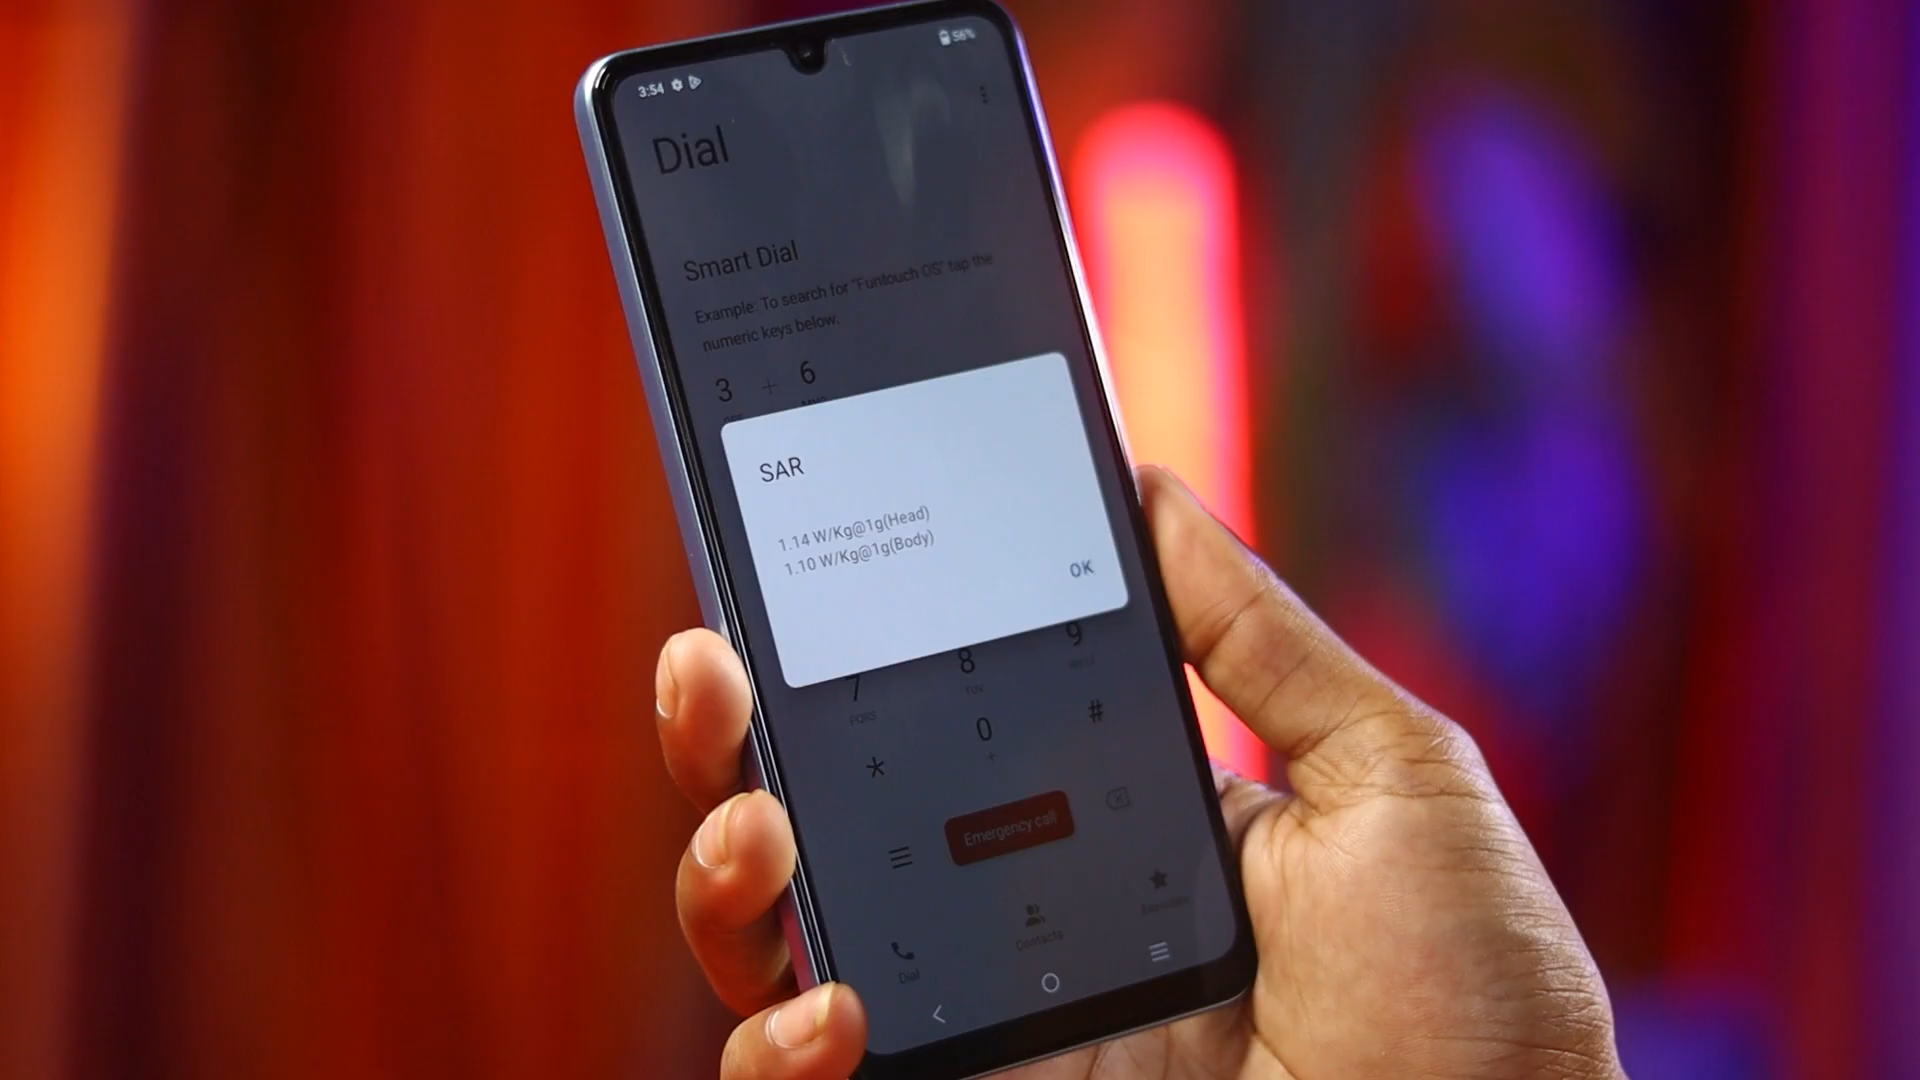 3:54
56%
Dial
Smart Dial
Example: To search for "Funtouch OS" tap the
numeric keys below.
3 + 6
SAR
1.14 W/Kg@1g(Head)
1.10 W/Kg@1g(Body)
OK
7 8 9
PQRS TUV
* 0 #
+
Emergency call
Dial Contacts